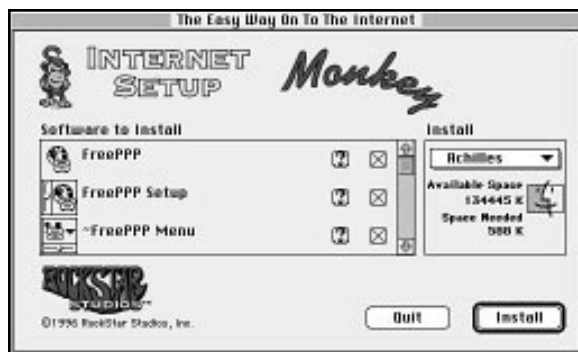 The Easy Way On To The Internet
INTERNET SETUP
Monkey
Software to Install
FreePPP
FreePPP Setup
~FreePPP Menu
Install
Achilles
Available Space
134445 K
Space Needed
588 K
ROCKSTAR
STUDIOS™
©1996 RockStar Studios, Inc.
Quit
Install